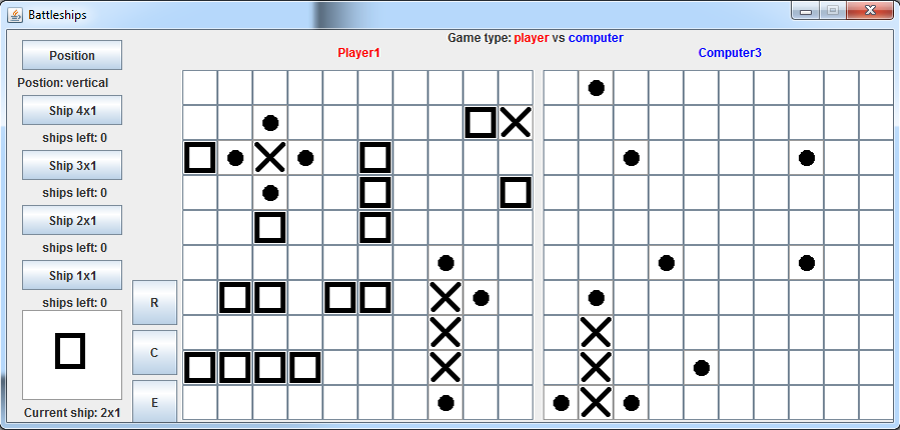 Battleships
Game type: player vs computer
Player1
Computer3
Position
Postion: vertical
Ship 4x1
ships left: 0
Ship 3x1
ships left: 0
Ship 2x1
ships left: 0
Ship 1x1
ships left: 0
R
C
E
Current ship: 2x1